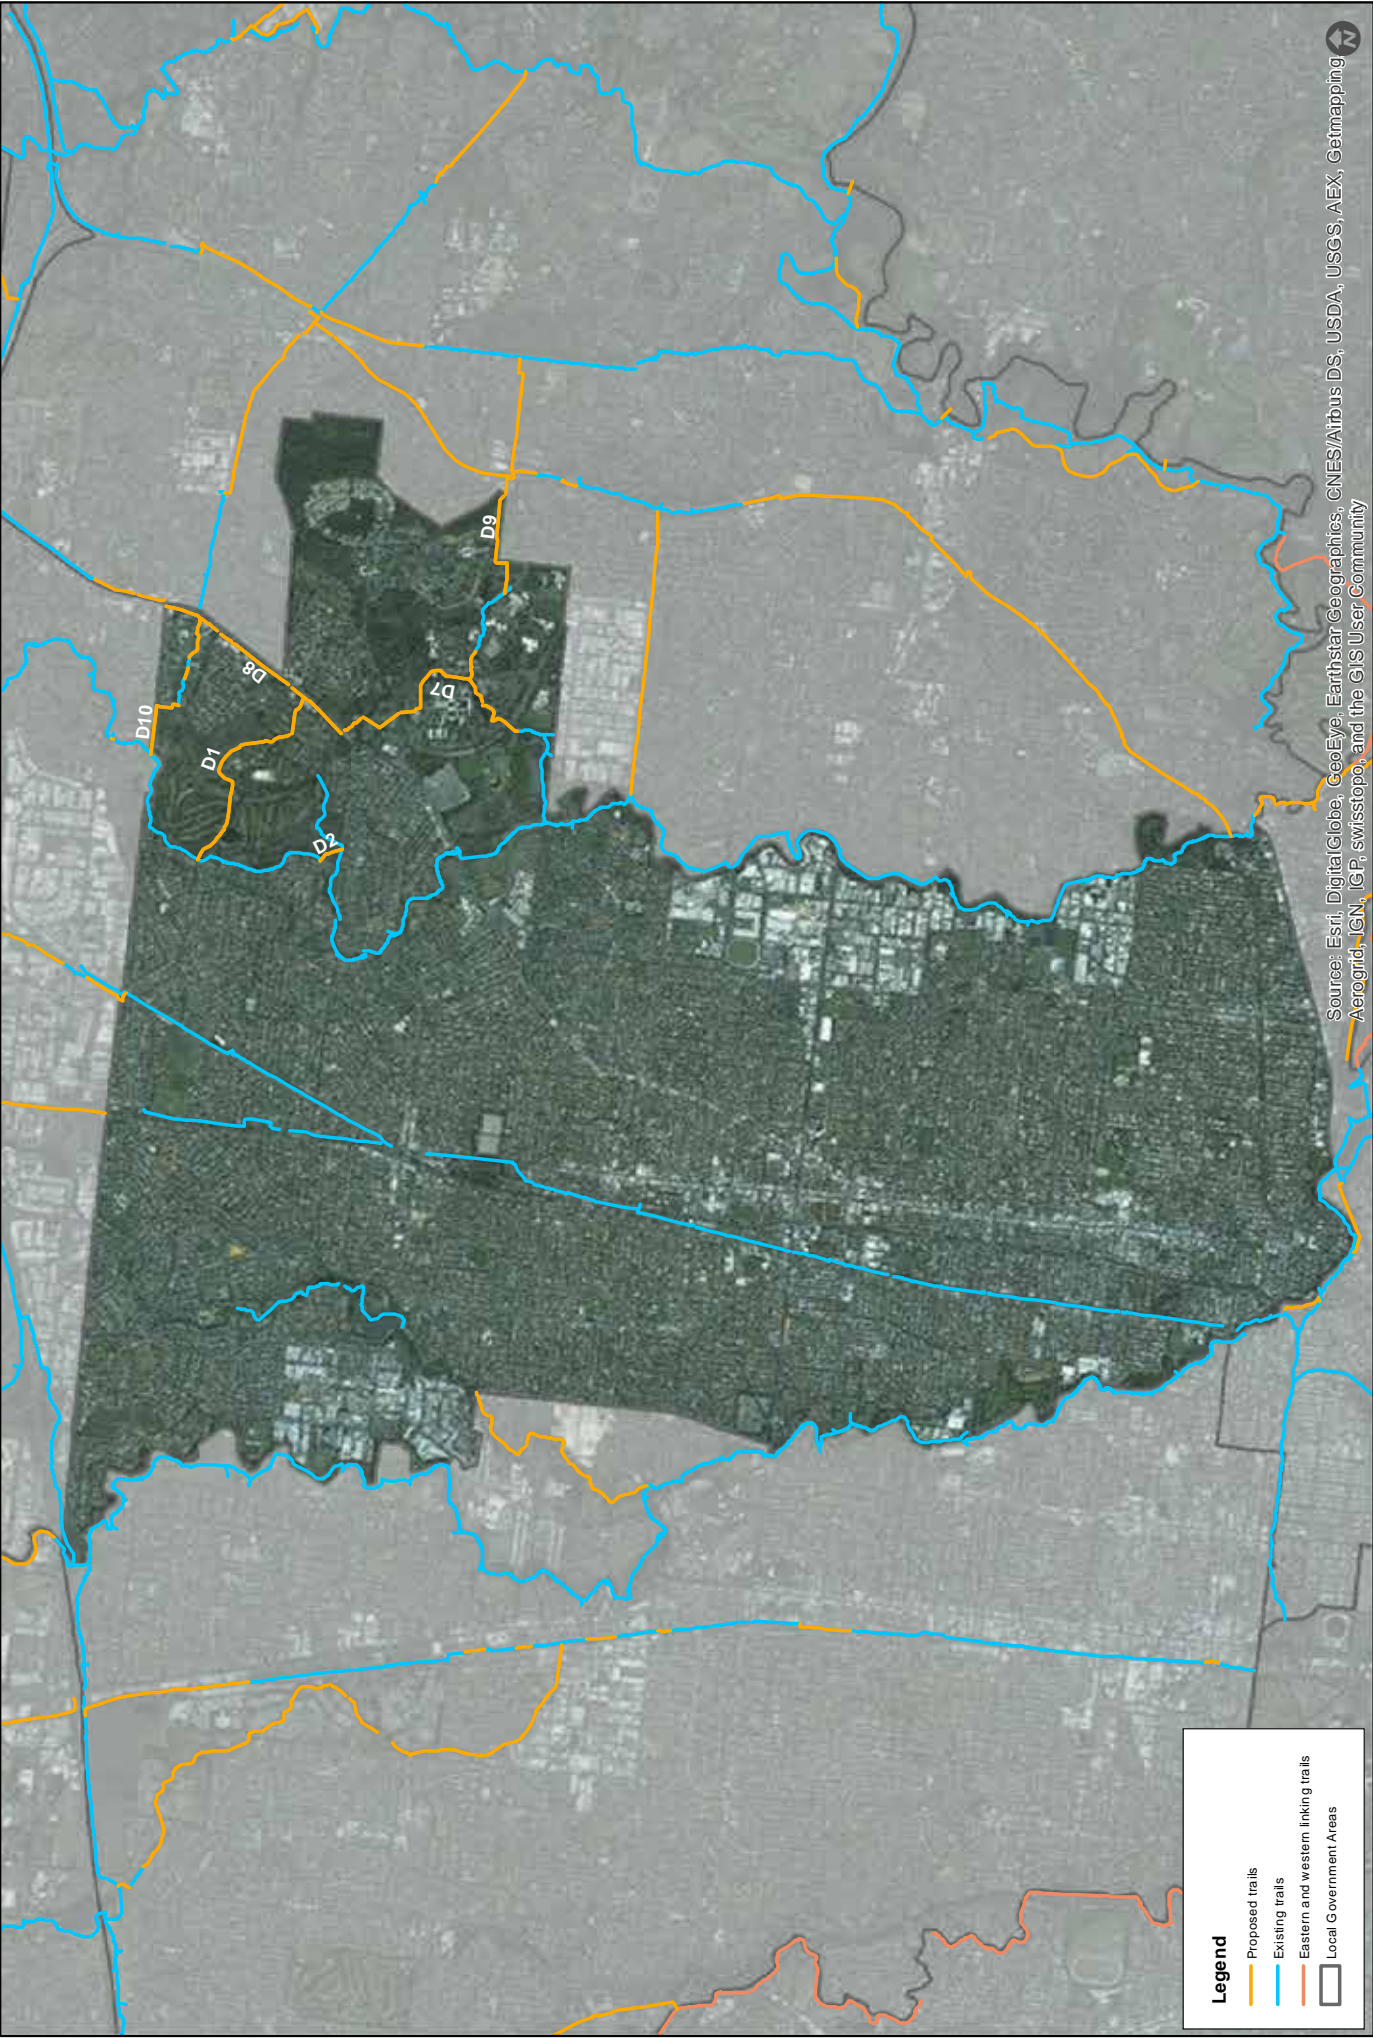 D10
D8
D1
D2
D7
D9
N
Legend
Proposed trails
Existing trails
Eastern and western linking trails
Local Government Areas
Source: Esri, DigitalGlobe, GeoEye, Earthstar Geographics, CNES/Airbus DS, USDA, USGS, AEX, Getmapping,
Aerogrid, IGN, IGP, swisstopo, and the GIS User Community